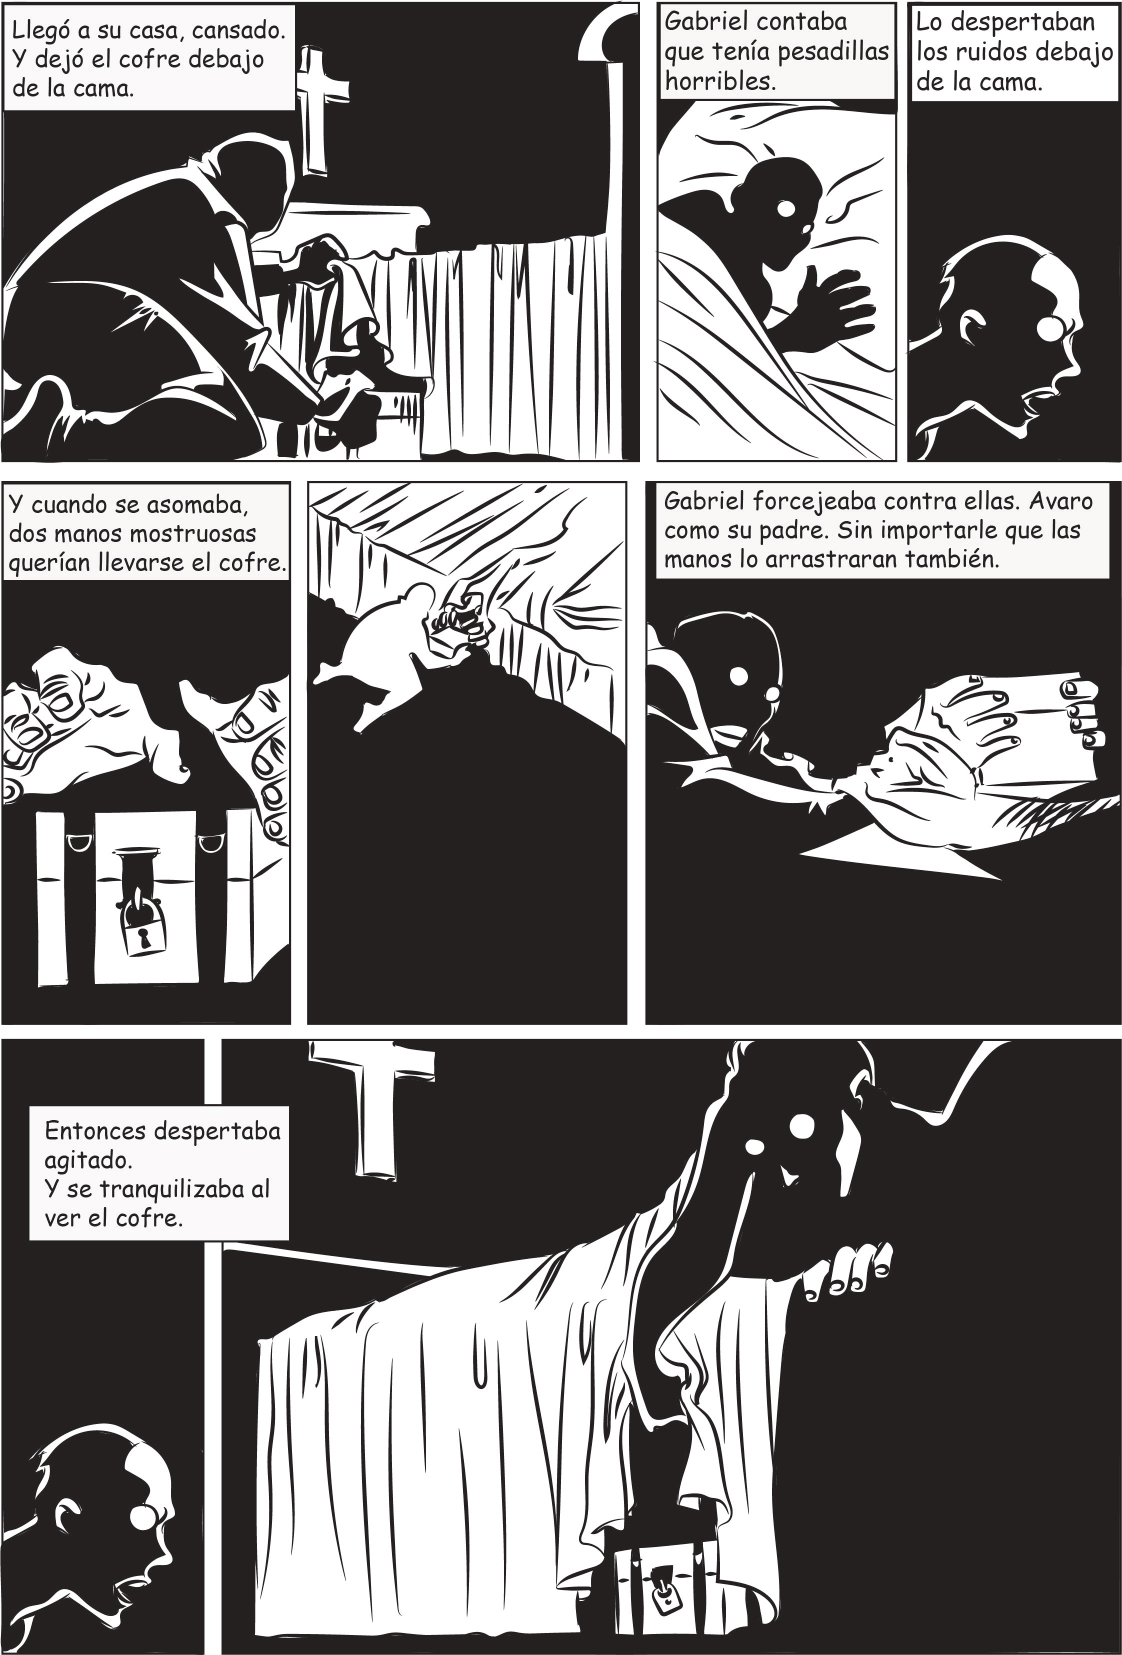 Llegó a su casa, cansado.
Y dejó el cofre debajo
de la cama.
Gabriel contaba
que tenía pesadillas
horribles.
Lo despertaban
los ruidos debajo
de la cama.
Y cuando se asomaba,
dos manos mostruosas
querían llevarse el cofre.
Gabriel forcejeaba contra ellas. Avaro
como su padre. Sin importarle que las
manos lo arrastraran también.
Entonces despertaba
agitado.
Y se tranquilizaba al
ver el cofre.